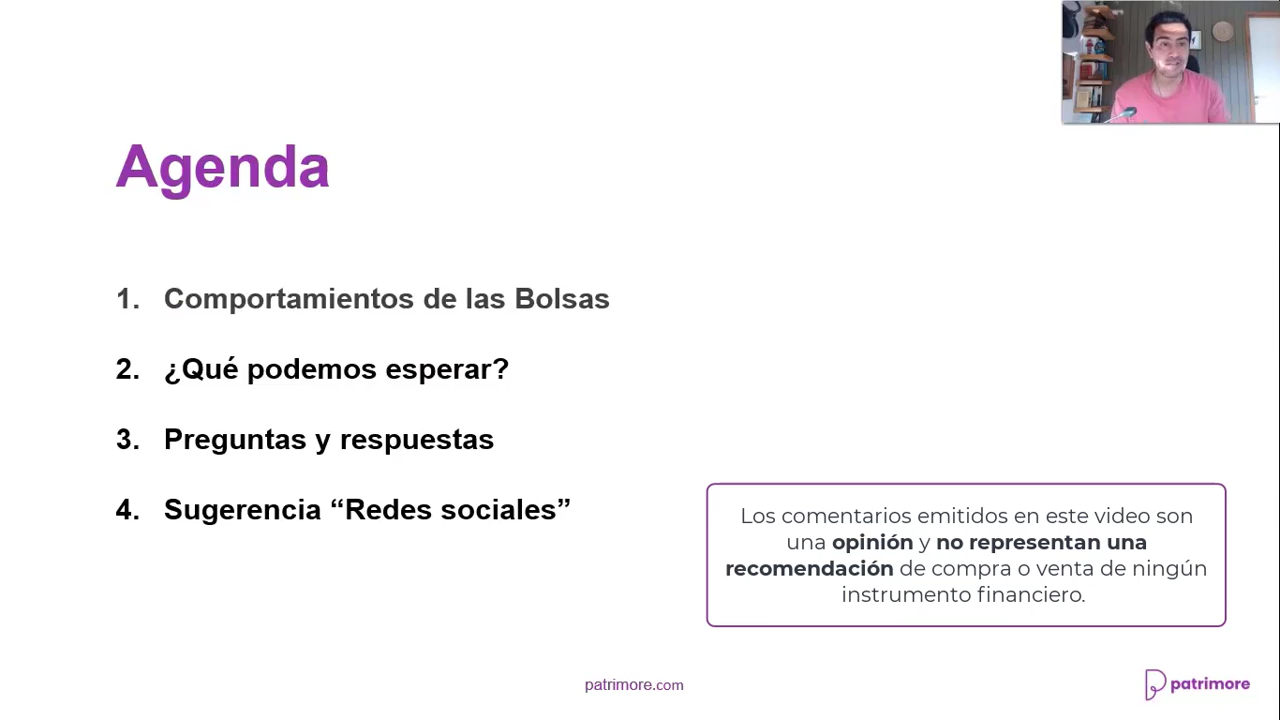 Agenda
1. Comportamientos de las Bolsas
2. ¿Qué podemos esperar?
3. Preguntas y respuestas
4. Sugerencia “Redes sociales”
Los comentarios emitidos en este video son
una opinión y no representan una
recomendación de compra o venta de ningún
instrumento financiero.
patrimore.com
patrimore